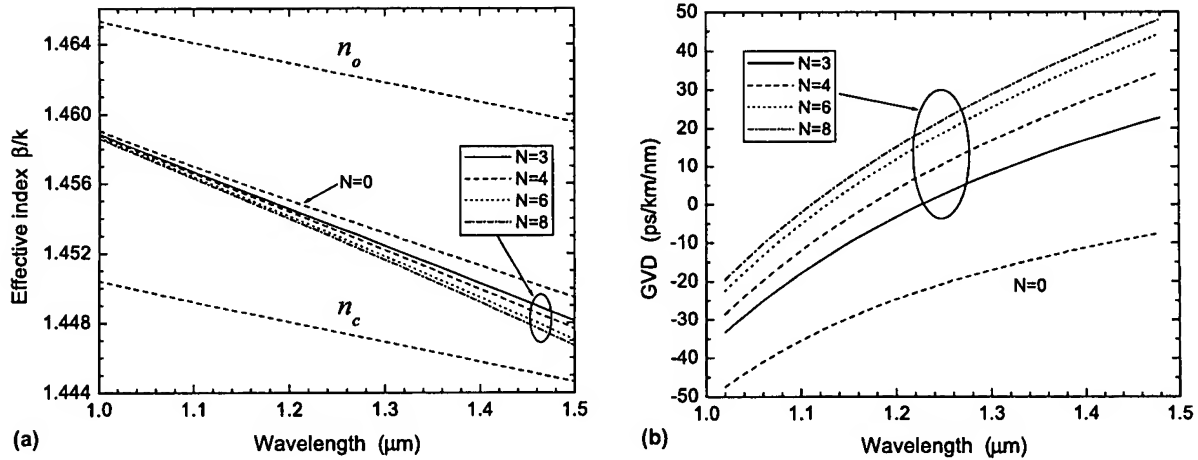 1.464
1.460
1.456
1.452
1.448
1.444
Effective index β/k
n_o
N=0
n_c
N=3
N=4
N=6
N=8
1.0 1.1 1.2 1.3 1.4 1.5
(a) Wavelength (μm)
50
40
30
20
10
0
-10
-20
-30
-40
-50
GVD (ps/km/nm)
N=3
N=4
N=6
N=8
N=0
1.0 1.1 1.2 1.3 1.4 1.5
(b) Wavelength (μm)